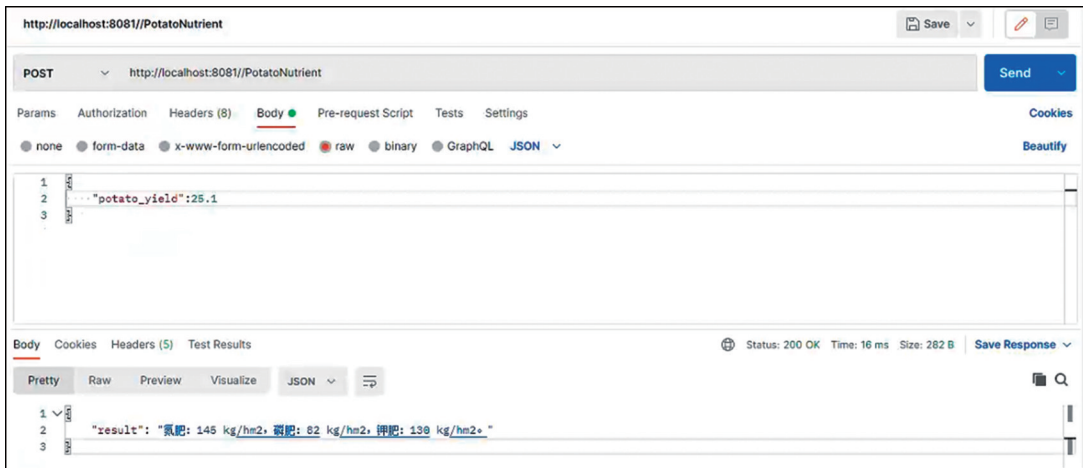 http://localhost:8081//PotatoNutrient Save
POST http://localhost:8081//PotatoNutrient Send
Params Authorization Headers (8) Body Pre-request Script Tests Settings Cookies
none form-data x-www-form-urlencoded raw binary GraphQL JSON Beautify
1 {
2 "potato_yield":25.1
3 }
Body Cookies Headers (5) Test Results Status: 200 OK Time: 16 ms Size: 282 B Save Response
Pretty Raw Preview Visualize JSON
1 {
2 "result": "氮肥: 145 kg/hm2, 磷肥: 82 kg/hm2, 钾肥: 130 kg/hm2。"
3 }